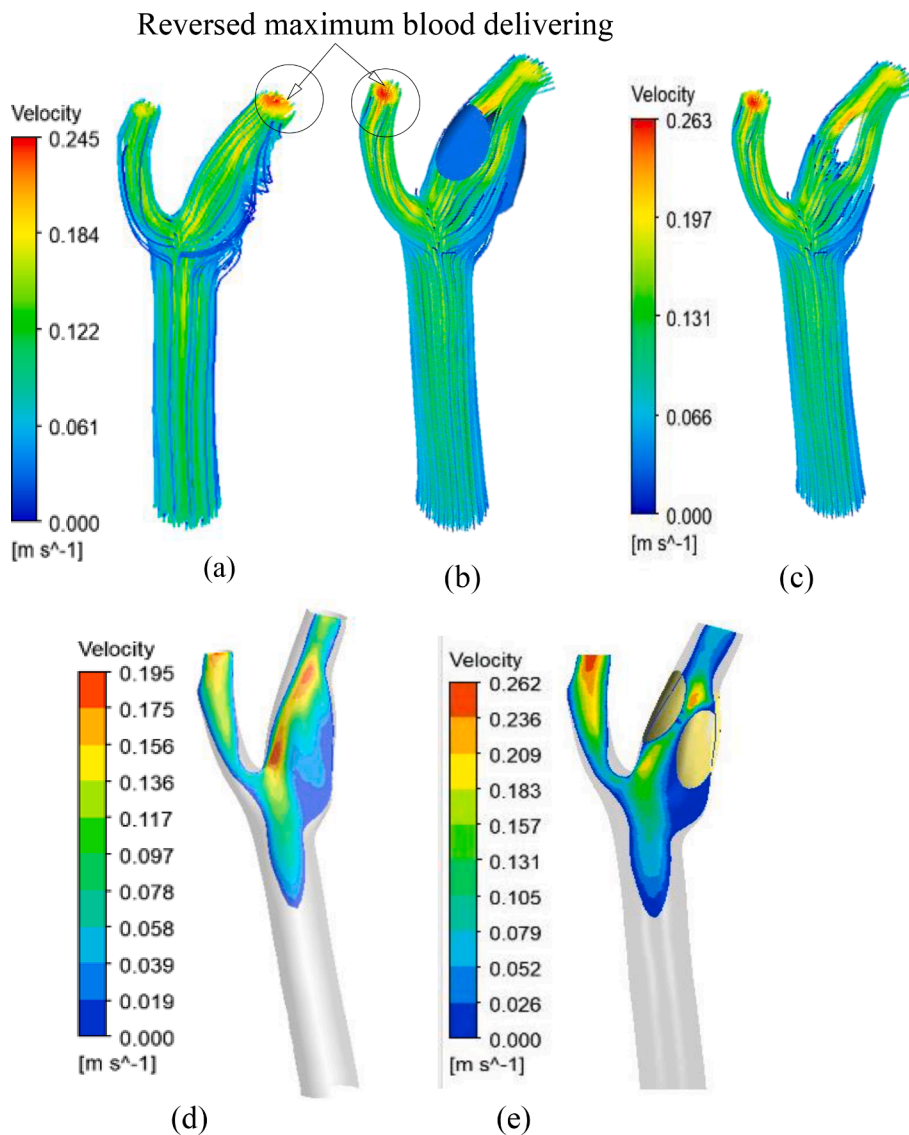 Reversed maximum blood delivering
Velocity
0.245
0.184
0.122
0.061
0.000
[m s^-1]
(a)
(b)
Velocity
0.263
0.197
0.131
0.066
0.000
[m s^-1]
(c)
Velocity
0.195
0.175
0.156
0.136
0.117
0.097
0.078
0.058
0.039
0.019
0.000
[m s^-1]
(d)
Velocity
0.262
0.236
0.209
0.183
0.157
0.131
0.105
0.079
0.052
0.026
0.000
[m s^-1]
(e)